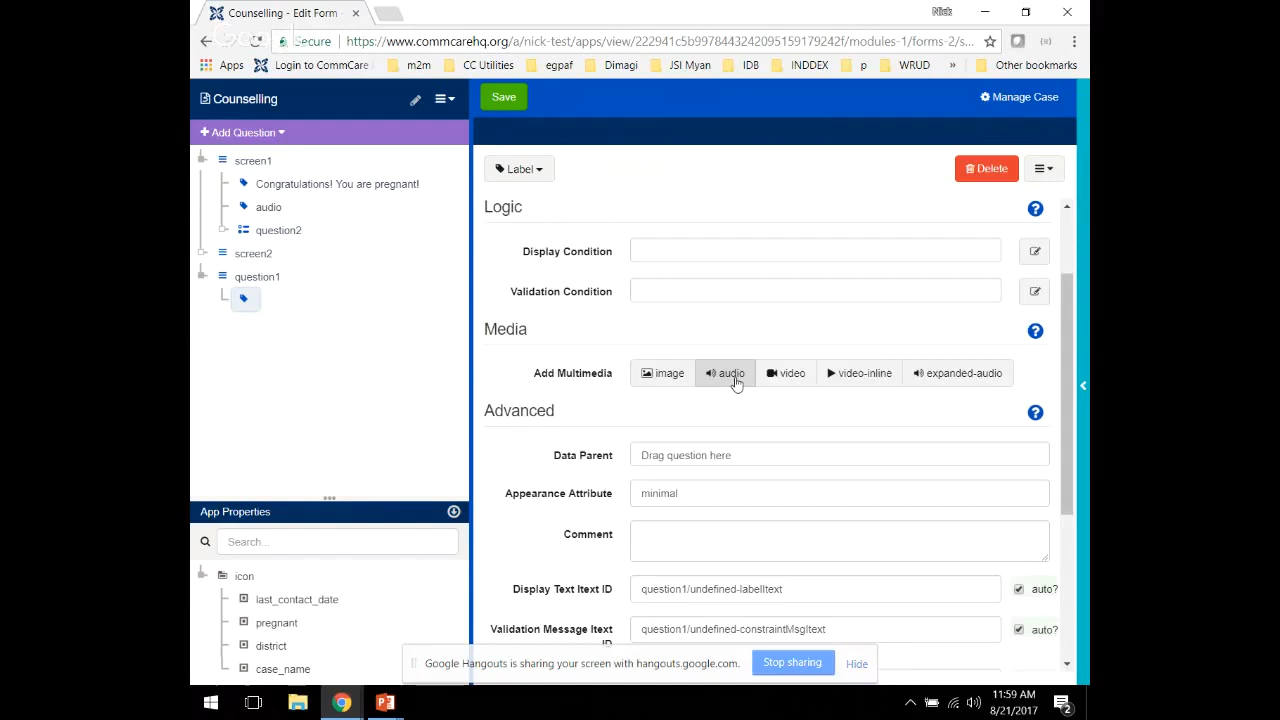 Counselling - Edit Form
Nick
Secure
https://www.commcarehq.org/a/nick-test/apps/view/222941c5b9978443242095159179242f/modules-1/forms-2/s...
Apps
Login to CommCare
m2m
CC Utilities
egpaf
Dimagi
JSI Myan
IDB
INDDEX
p
WRUD
»
Other bookmarks
Counselling
Save
Manage Case
+ Add Question
screen1
Congratulations! You are pregnant!
audio
question2
screen2
question1
Label
Delete
Logic
Display Condition
Validation Condition
Media
Add Multimedia
image
audio
video
video-inline
expanded-audio
Advanced
Data Parent
Drag question here
Appearance Attribute
minimal
Comment
Display Text Itext ID
question1/undefined-labelItext
auto?
Validation Message Itext
ID
question1/undefined-constraintMsgItext
auto?
App Properties
Search...
icon
last_contact_date
pregnant
district
case_name
Google Hangouts is sharing your screen with hangouts.google.com.
Stop sharing
Hide
11:59 AM
8/21/2017
2